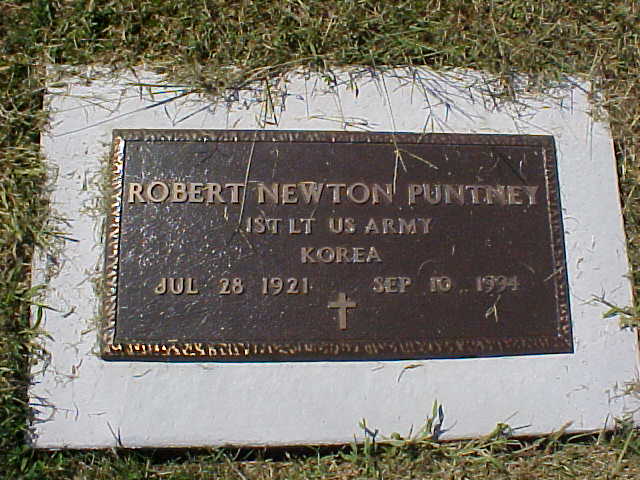 ROBERT NEWTON PUNTNEY
1ST LT US ARMY
KOREA
JUL 28 1921 SEP 10 1994